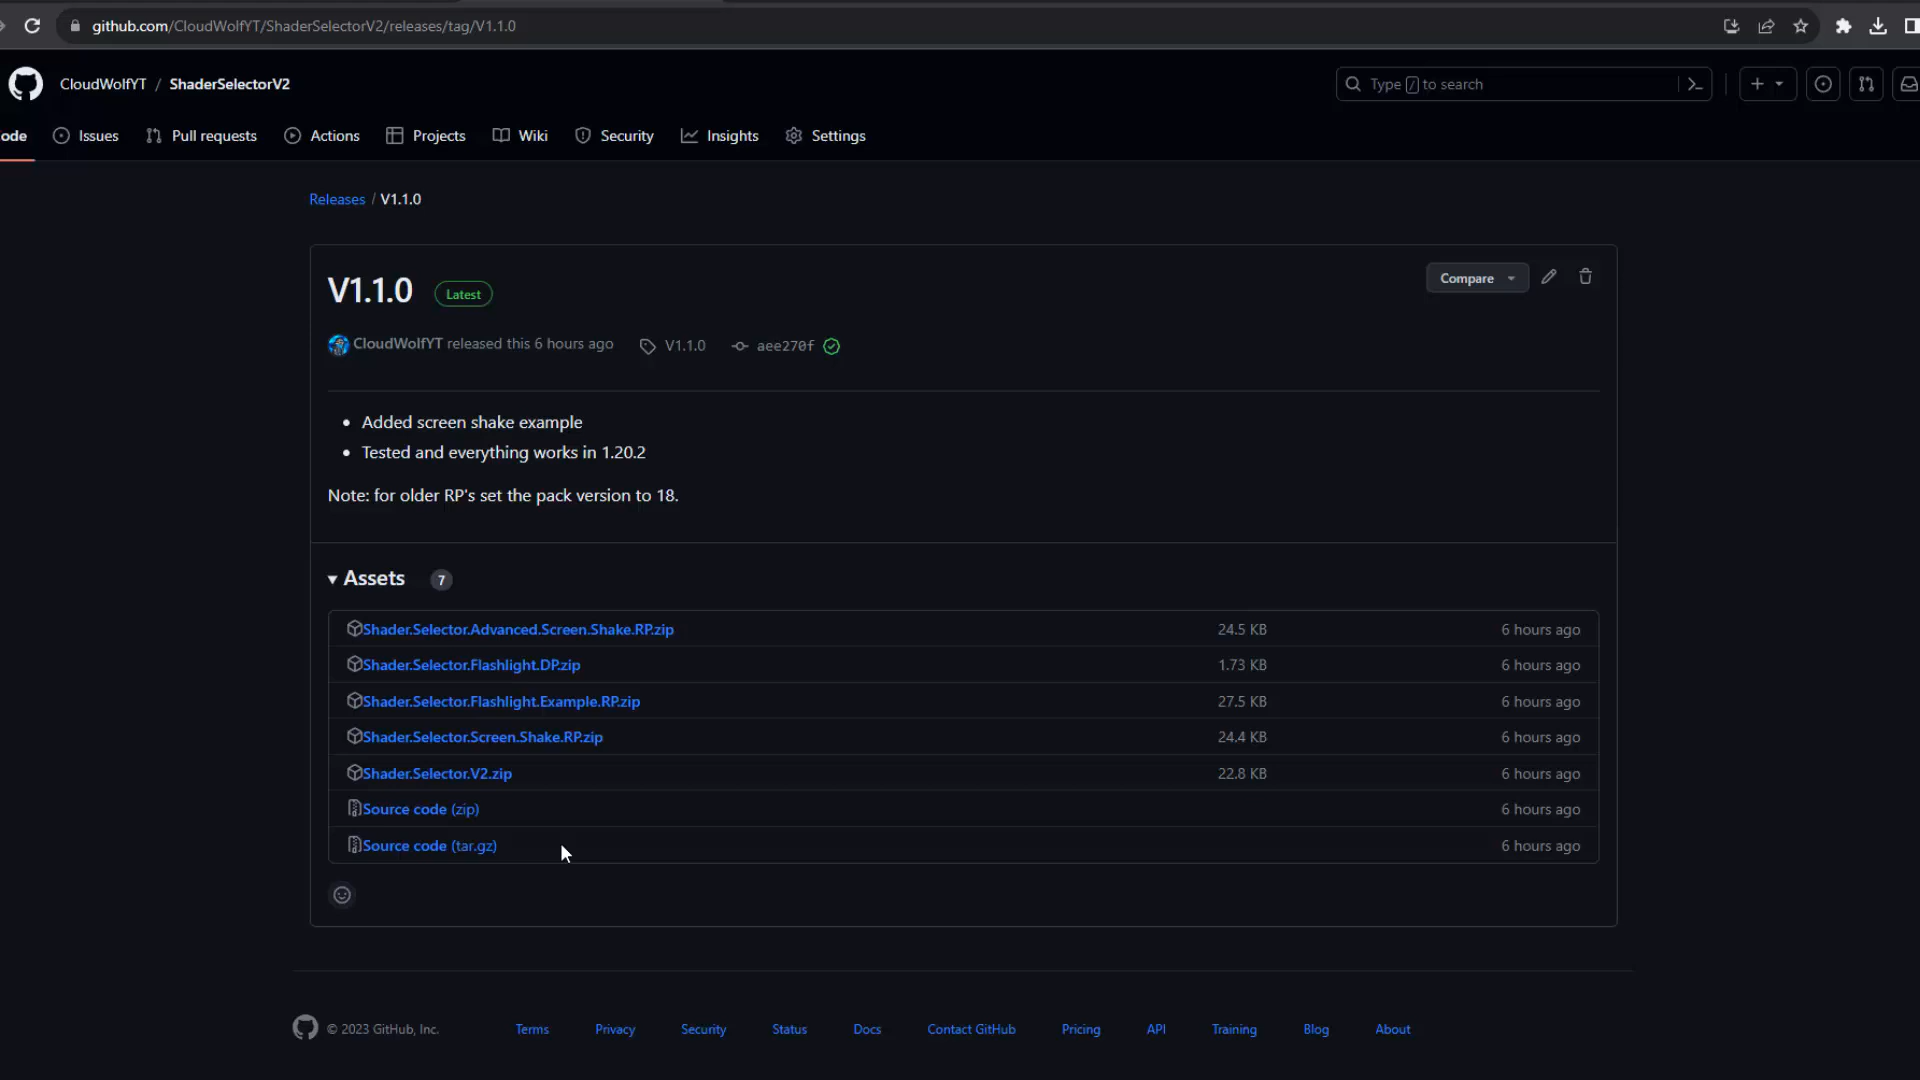 github.com/CloudWolfYT/ShaderSelectorV2/releases/tag/V1.1.0
CloudWolfYT / ShaderSelectorV2
Type / to search
ode Issues Pull requests Actions Projects Wiki Security Insights Settings
Releases / V1.1.0
V1.1.0 Latest
Compare
CloudWolfYT released this 6 hours ago V1.1.0 aee270f
Added screen shake example
Tested and everything works in 1.20.2
Note: for older RP's set the pack version to 18.
Assets 7
Shader.Selector.Advanced.Screen.Shake.RP.zip 24.5 KB 6 hours ago
Shader.Selector.Flashlight.DP.zip 1.73 KB 6 hours ago
Shader.Selector.Flashlight.Example.RP.zip 27.5 KB 6 hours ago
Shader.Selector.Screen.Shake.RP.zip 24.4 KB 6 hours ago
Shader.Selector.V2.zip 22.8 KB 6 hours ago
Source code (zip) 6 hours ago
Source code (tar.gz) 6 hours ago
© 2023 GitHub, Inc. Terms Privacy Security Status Docs Contact GitHub Pricing API Training Blog About